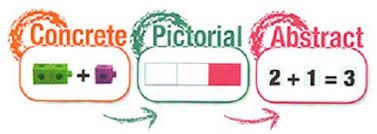 Concrete
Pictorial
Abstract
+
2 + 1 = 3